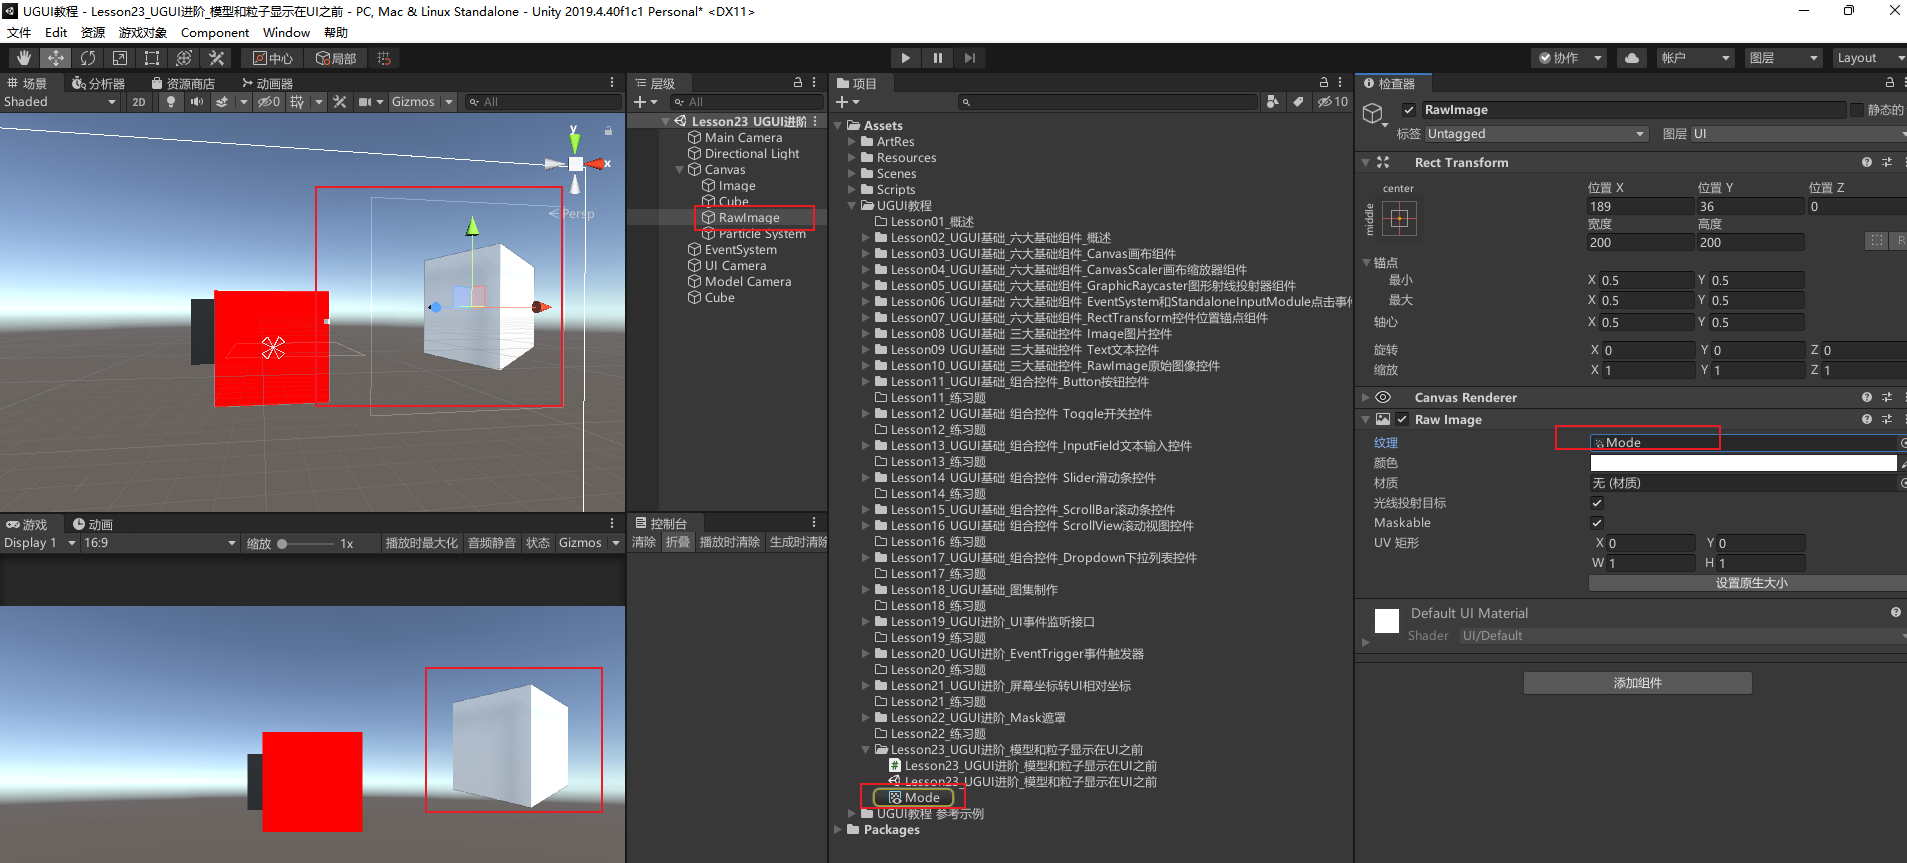 UGUI教程 - Lesson23_UGUI进阶_模型和粒子显示在UI之前 - PC, Mac & Linux Standalone - Unity 2019.4.40f1c1 Personal* <DX11>
文件 Edit 资源 游戏对象 Component Window 帮助
中心 局部 协作 帐户 图层 Layout
场景 分析器 资源商店 动画器
Shaded 2D 0 Gizmos All
y
x
Persp
游戏 动画
Display 1 16:9 缩放 1x 播放时最大化 音频静音 状态 Gizmos
层级
All
Lesson23_UGUI进阶
Main Camera
Directional Light
Canvas
Image
Cube
RawImage
Particle System
EventSystem
UI Camera
Model Camera
Cube
控制台
清除 折叠 播放时清除 生成时清除
项目
10
Assets
ArtRes
Resources
Scenes
Scripts
UGUI教程
Lesson01_概述
Lesson02_UGUI基础_六大基础组件_概述
Lesson03_UGUI基础_六大基础组件_Canvas画布组件
Lesson04_UGUI基础_六大基础组件_CanvasScaler画布缩放器组件
Lesson05_UGUI基础_六大基础组件_GraphicRaycaster图形射线投射器组件
Lesson06_UGUI基础_六大基础组件_EventSystem和StandaloneInputModule点击事件
Lesson07_UGUI基础_六大基础组件_RectTransform控件位置锚点组件
Lesson08_UGUI基础_三大基础控件_Image图片控件
Lesson09_UGUI基础_三大基础控件_Text文本控件
Lesson10_UGUI基础_三大基础控件_RawImage原始图像控件
Lesson11_UGUI基础_组合控件_Button按钮控件
Lesson11_练习题
Lesson12_UGUI基础_组合控件_Toggle开关控件
Lesson12_练习题
Lesson13_UGUI基础_组合控件_InputField文本输入控件
Lesson13_练习题
Lesson14_UGUI基础_组合控件_Slider滑动条控件
Lesson14_练习题
Lesson15_UGUI基础_组合控件_ScrollBar滚动条控件
Lesson16_UGUI基础_组合控件_ScrollView滚动视图控件
Lesson16_练习题
Lesson17_UGUI基础_组合控件_Dropdown下拉列表控件
Lesson17_练习题
Lesson18_UGUI基础_图集制作
Lesson18_练习题
Lesson19_UGUI进阶_UI事件监听接口
Lesson19_练习题
Lesson20_UGUI进阶_EventTrigger事件触发器
Lesson20_练习题
Lesson21_UGUI进阶_屏幕坐标转UI相对坐标
Lesson21_练习题
Lesson22_UGUI进阶_Mask遮罩
Lesson22_练习题
Lesson23_UGUI进阶_模型和粒子显示在UI之前
Lesson23_UGUI进阶_模型和粒子显示在UI之前
Lesson23_UGUI进阶_模型和粒子显示在UI之前
Mode
UGUI教程_参考示例
Packages
检查器
RawImage 静态的
标签 Untagged 图层 UI
Rect Transform
center
middle
位置 X 位置 Y 位置 Z
189 36 0
宽度 高度
200 200 R
锚点
最小 X 0.5 Y 0.5
最大 X 0.5 Y 0.5
轴心 X 0.5 Y 0.5
旋转 X 0 Y 0 Z 0
缩放 X 1 Y 1 Z 1
Canvas Renderer
Raw Image
纹理 Mode
颜色
材质 无 (材质)
光线投射目标
Maskable
UV 矩形 X 0 Y 0
W 1 H 1
设置原生大小
Default UI Material
Shader UI/Default
添加组件